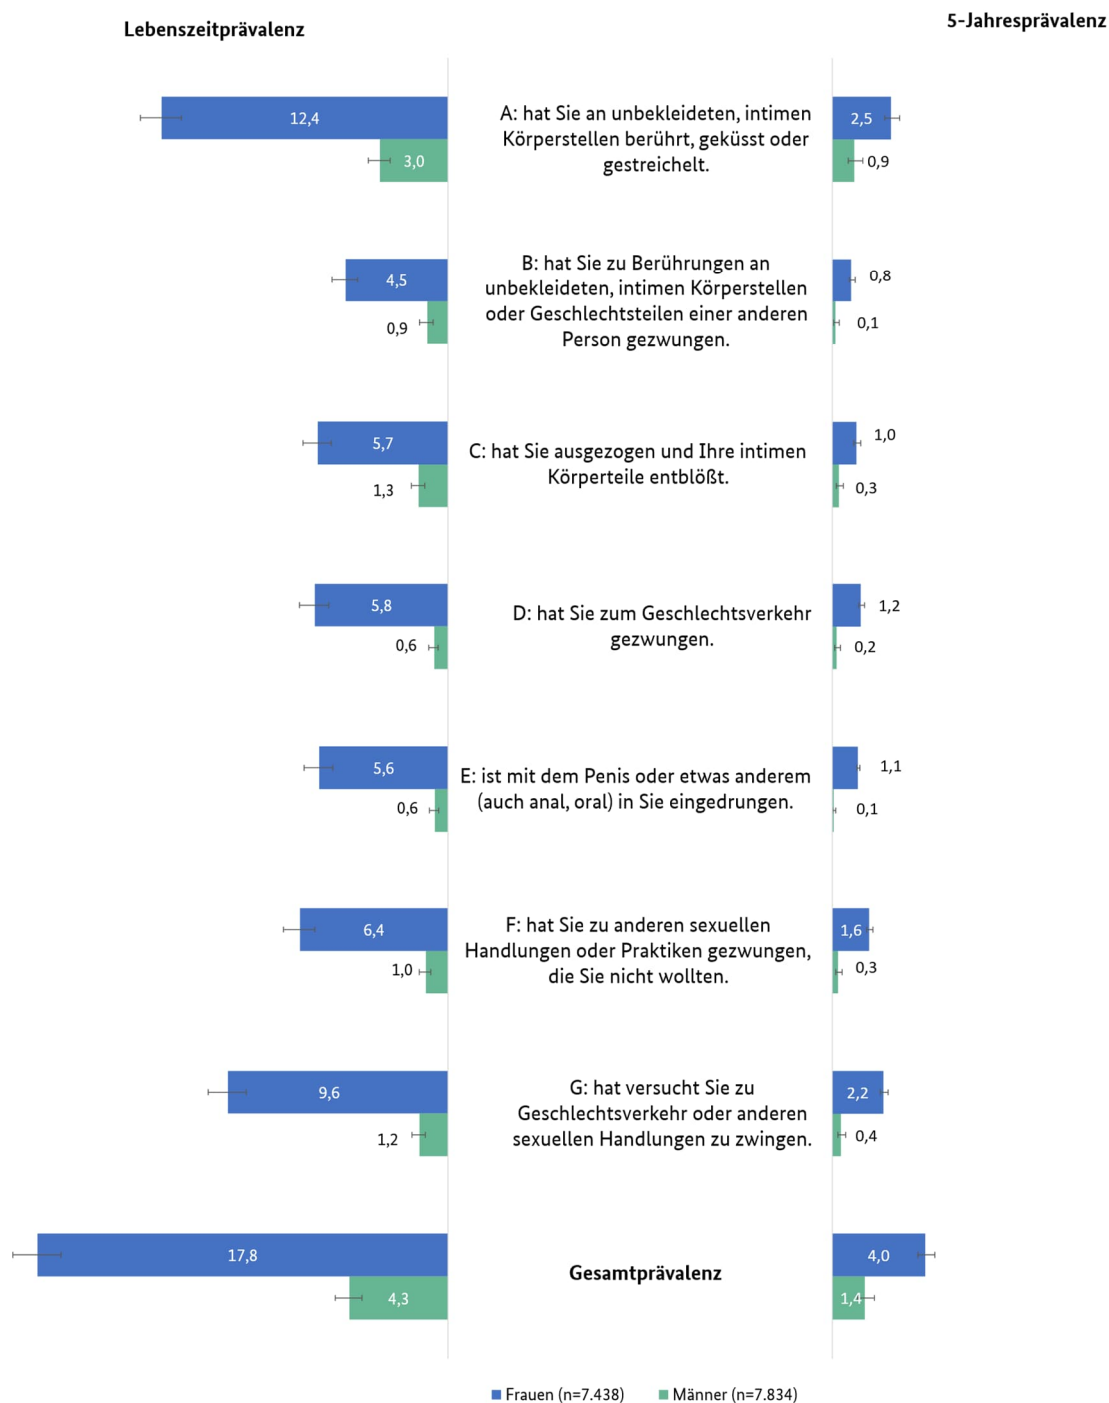 Lebenszeitprävalenz
5-Jahresprävalenz
12,4
3,0
A: hat Sie an unbekleideten, intimen
Körperstellen berührt, geküsst oder
gestreichelt.
2,5
0,9
4,5
0,9
B: hat Sie zu Berührungen an
unbekleideten, intimen Körperstellen
oder Geschlechtsteilen einer anderen
Person gezwungen.
0,8
0,1
5,7
1,3
C: hat Sie ausgezogen und Ihre intimen
Körperteile entblößt.
1,0
0,3
5,8
0,6
D: hat Sie zum Geschlechtsverkehr
gezwungen.
1,2
0,2
5,6
0,6
E: ist mit dem Penis oder etwas anderem
(auch anal, oral) in Sie eingedrungen.
1,1
0,1
6,4
1,0
F: hat Sie zu anderen sexuellen
Handlungen oder Praktiken gezwungen,
die Sie nicht wollten.
1,6
0,3
9,6
1,2
G: hat versucht Sie zu
Geschlechtsverkehr oder anderen
sexuellen Handlungen zu zwingen.
2,2
0,4
17,8
4,3
Gesamtprävalenz
4,0
1,4
Frauen (n=7.438)
Männer (n=7.834)